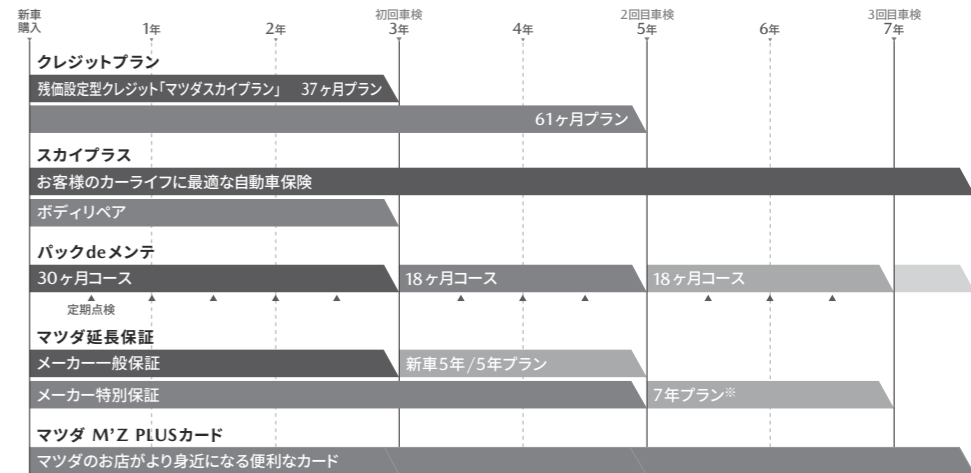 新車
購入
1年
2年
初回車検
3年
4年
2回目車検
5年
6年
3回目車検
7年
クレジットプラン
残価設定型クレジット「マツダスカイプラン」 37ヶ月プラン
61ヶ月プラン
スカイプラス
お客様のカーライフに最適な自動車保険
ボディリペア
パックdeメンテ
30ヶ月コース
18ヶ月コース
18ヶ月コース
定期点検
マツダ延長保証
メーカー一般保証
新車5年/5年プラン
メーカー特別保証
7年プラン※
マツダ M'Z PLUSカード
マツダのお店がより身近になる便利なカード